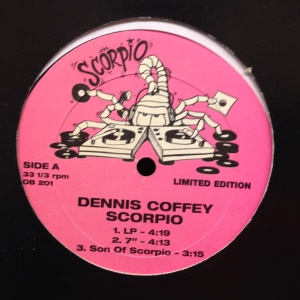 SCORPIO
SIDE A
33 1/3 rpm
OB 201
LIMITED EDITION
DENNIS COFFEY
SCORPIO
1. LP - 4:19
2. 7" - 4:13
3. Son Of Scorpio - 3:15